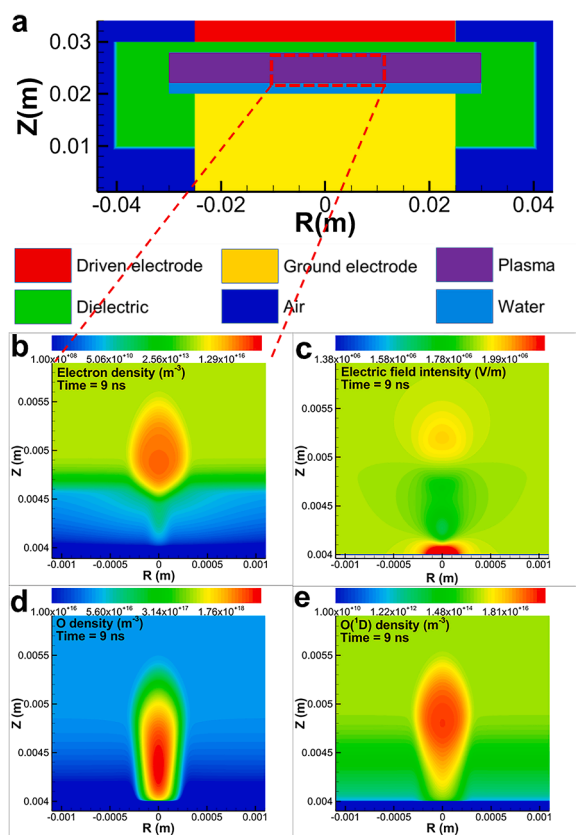 a
Z(m)
0.03
0.02
0.01
-0.04
-0.02
0
0.02
0.04
R(m)
Driven electrode
Ground electrode
Plasma
Dielectric
Air
Water
b
1.00x10⁺⁰⁸ 5.06x10⁺¹⁰ 2.56x10⁺¹³ 1.29x10⁺¹⁶
Electron density (m⁻³)
Time = 9 ns
Z (m)
0.0055
0.005
0.0045
0.004
-0.001 -0.0005 0 0.0005 0.001
R (m)
c
1.38x10⁺⁰⁶ 1.58x10⁺⁰⁶ 1.78x10⁺⁰⁶ 1.99x10⁺⁰⁶
Electric field intensity (V/m)
Time = 9 ns
Z (m)
0.0055
0.005
0.0045
0.004
-0.001 -0.0005 0 0.0005 0.001
R (m)
d
1.00x10⁺¹⁶ 5.60x10⁺¹⁶ 3.14x10⁺¹⁷ 1.76x10⁺¹⁸
O density (m⁻³)
Time = 9 ns
Z (m)
0.0055
0.005
0.0045
0.004
-0.001 -0.0005 0 0.0005 0.001
R (m)
e
1.00x10⁺¹⁰ 1.22x10⁺¹² 1.48x10⁺¹⁴ 1.81x10⁺¹⁶
O(¹D) density (m⁻³)
Time = 9 ns
Z (m)
0.0055
0.005
0.0045
0.004
-0.001 -0.0005 0 0.0005 0.001
R (m)